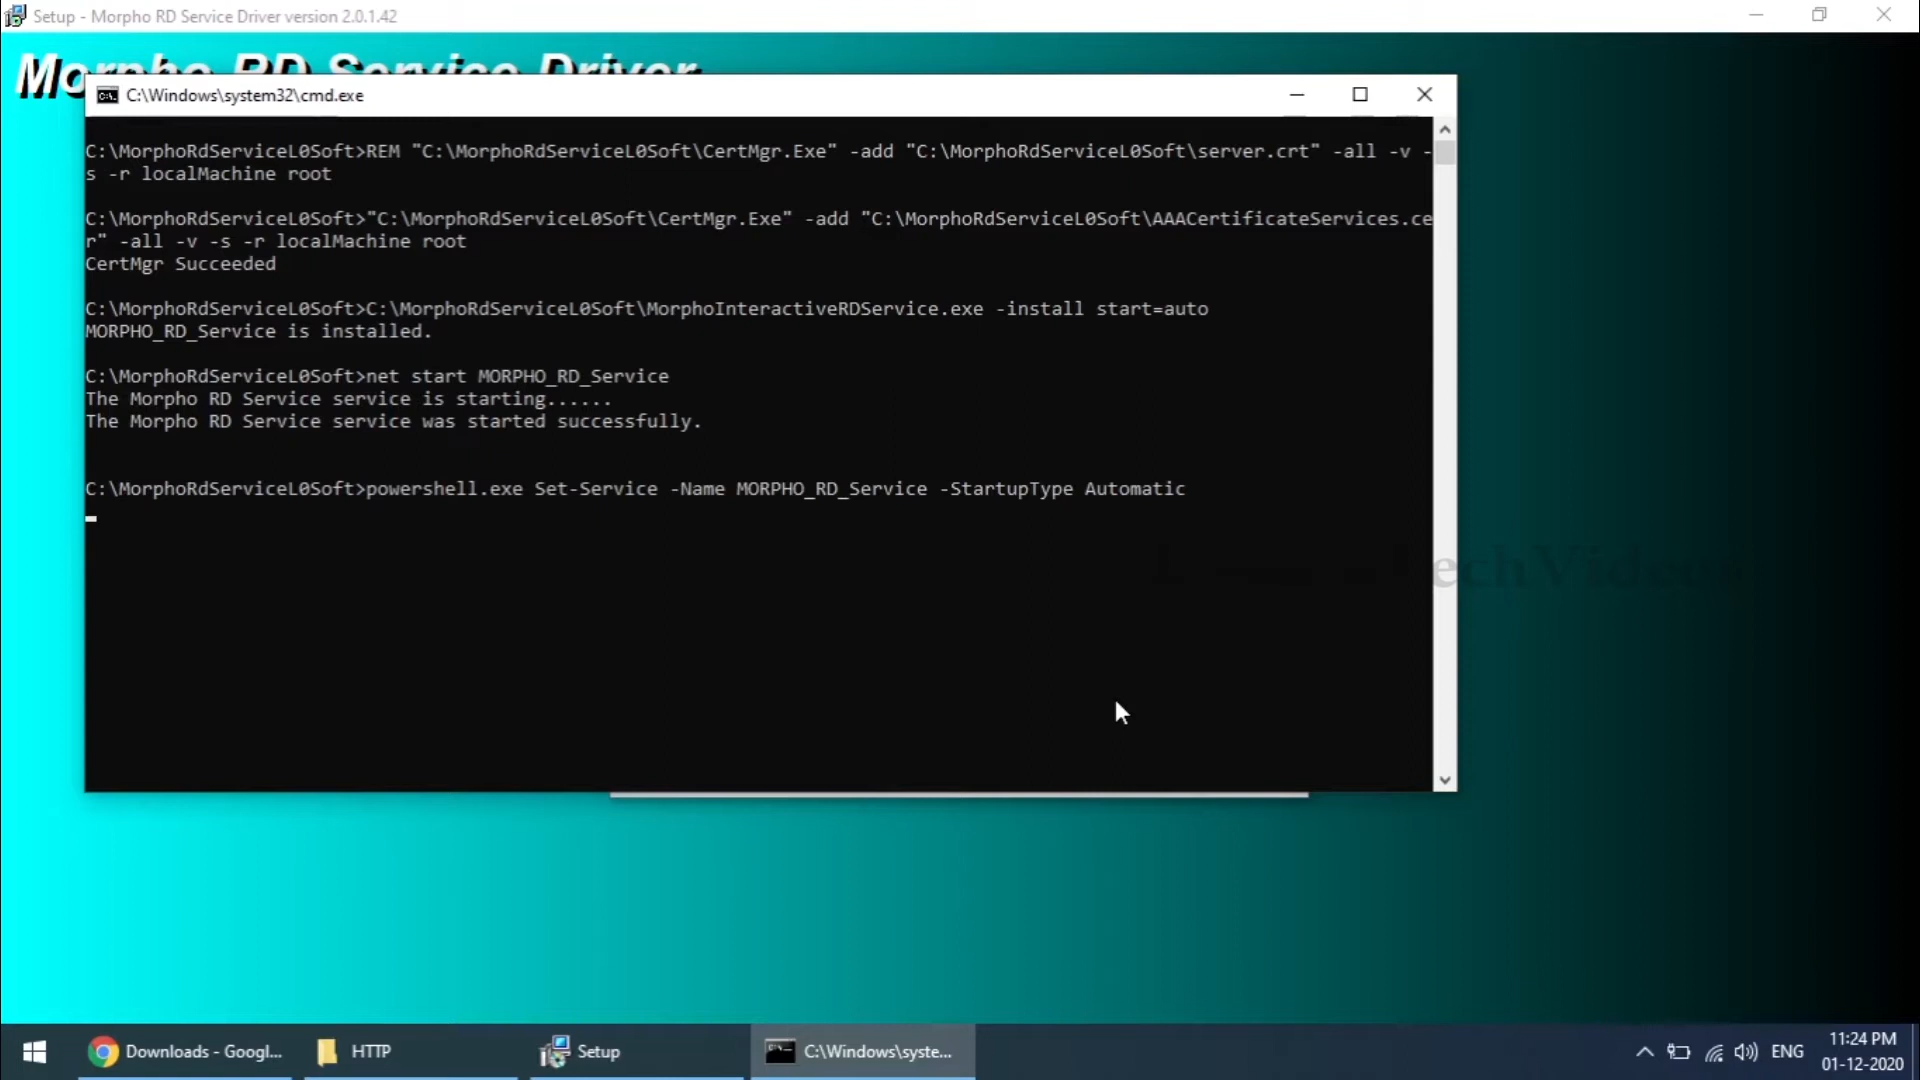 Setup - Morpho RD Service Driver version 2.0.1.42
Morpho RD Service Driver
C:\Windows\system32\cmd.exe
C:\MorphoRdServiceL0Soft>REM "C:\MorphoRdServiceL0Soft\CertMgr.Exe" -add "C:\MorphoRdServiceL0Soft\server.crt" -all -v -
s -r localMachine root
C:\MorphoRdServiceL0Soft>"C:\MorphoRdServiceL0Soft\CertMgr.Exe" -add "C:\MorphoRdServiceL0Soft\AAACertificateServices.ce
r" -all -v -s -r localMachine root
CertMgr Succeeded
C:\MorphoRdServiceL0Soft>C:\MorphoRdServiceL0Soft\MorphoInteractiveRDService.exe -install start=auto
MORPHO_RD_Service is installed.
C:\MorphoRdServiceL0Soft>net start MORPHO_RD_Service
The Morpho RD Service service is starting......
The Morpho RD Service service was started successfully.
C:\MorphoRdServiceL0Soft>powershell.exe Set-Service -Name MORPHO_RD_Service -StartupType Automatic
Downloads - Googl...
HTTP
Setup
C:\Windows\syste...
ENG
11:24 PM
01-12-2020